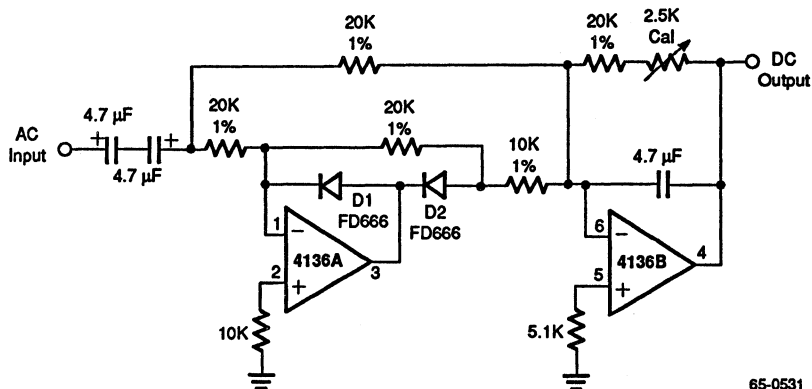 20K
1%
20K
1%
2.5K
Cal
DC
Output
4.7 µF
+
+
AC
Input
4.7 µF
20K
1%
20K
1%
10K
1%
4.7 µF
D1
FD666
D2
FD666
1
−
4136A
3
2
+
10K
6
−
4136B
4
5
+
5.1K
65-0531